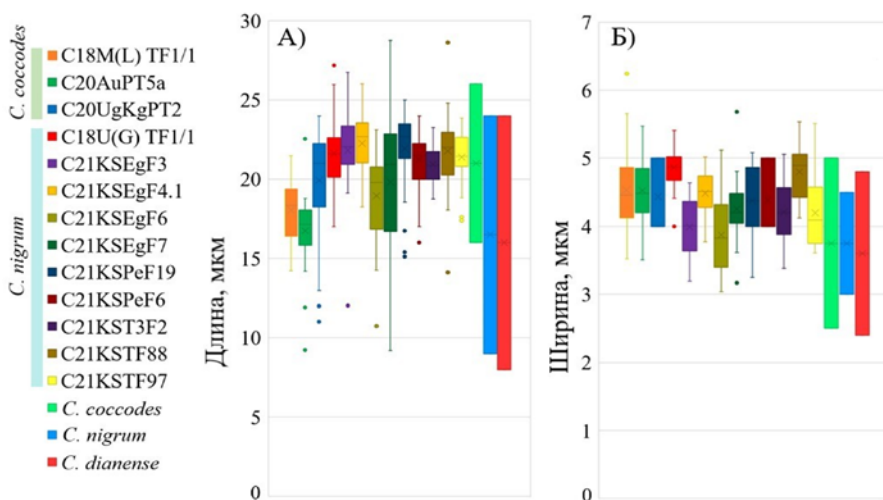 C. coccodes
C18M(L) TF1/1
C20AuPT5a
C20UgKgPT2
C. nigrum
C18U(G) TF1/1
C21KSEgF3
C21KSEgF4.1
C21KSEgF6
C21KSEgF7
C21KSPeF19
C21KSPeF6
C21KST3F2
C21KSTF88
C21KSTF97
C. coccodes
C. nigrum
C. dianense
А)
Длина, мкм
30
25
20
15
10
5
0
Б)
Ширина, мкм
7
6
5
4
3
2
1
0